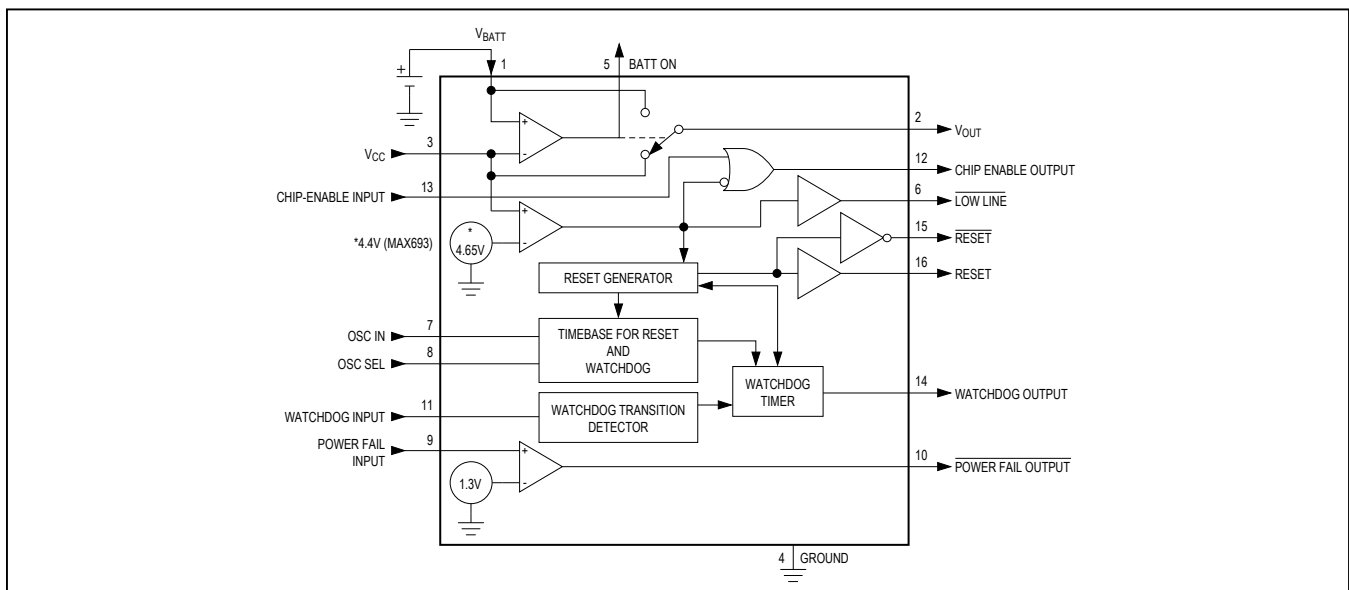 VBATT
1
5 BATT ON
+
+
-
2
VOUT
3
VCC
12
CHIP ENABLE OUTPUT
13
CHIP-ENABLE INPUT
6
LOW LINE
+
-
*
4.65V
*4.4V (MAX693)
15
RESET
16
RESET
RESET GENERATOR
7
OSC IN
8
OSC SEL
TIMEBASE FOR RESET
AND
WATCHDOG
WATCHDOG
TIMER
14
WATCHDOG OUTPUT
11
WATCHDOG INPUT
WATCHDOG TRANSITION
DETECTOR
POWER FAIL
INPUT
9
+
-
1.3V
10
POWER FAIL OUTPUT
4 GROUND